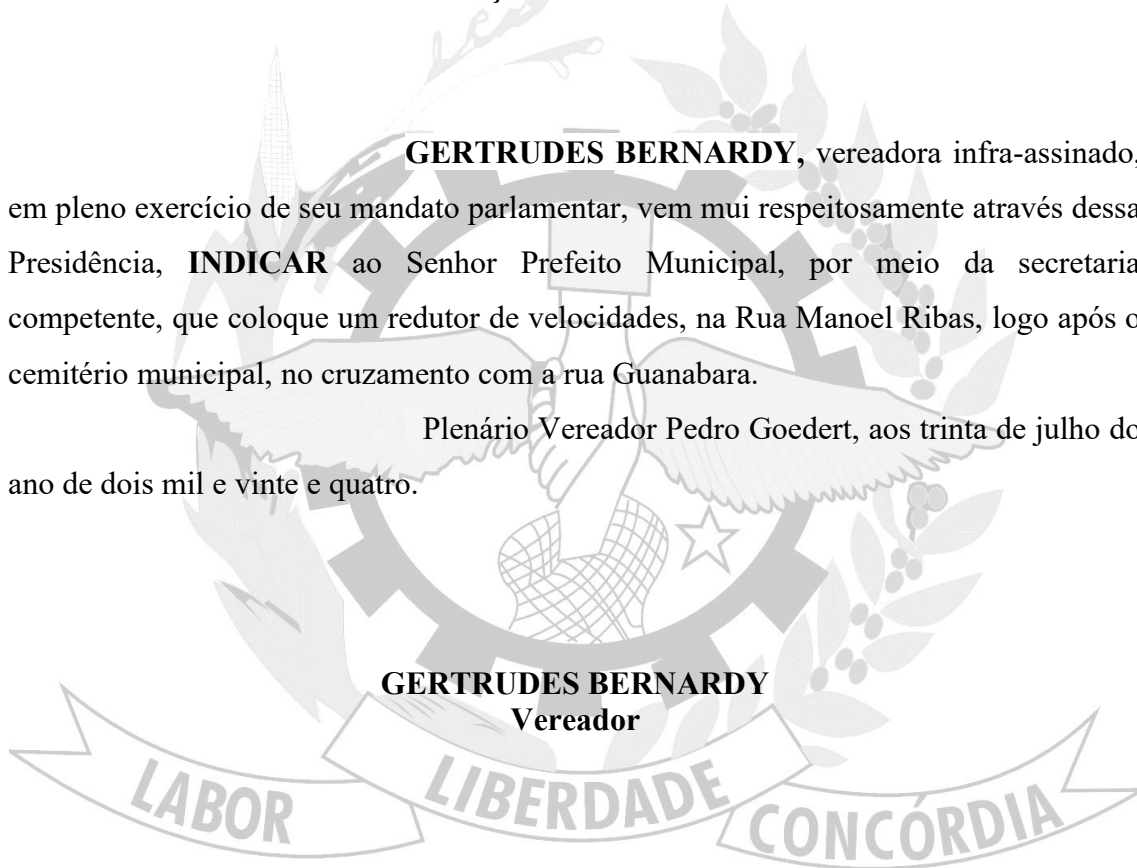 GERTRUDES BERNARDY, vereadora infra-assinado,
em pleno exercício de seu mandato parlamentar, vem mui respeitosamente através dessa
Presidência, INDICAR ao Senhor Prefeito Municipal, por meio da secretaria
competente, que coloque um redutor de velocidades, na Rua Manoel Ribas, logo após o
cemitério municipal, no cruzamento com a rua Guanabara.
Plenário Vereador Pedro Goedert, aos trinta de julho do
ano de dois mil e vinte e quatro.
GERTRUDES BERNARDY
Vereador
LABOR LIBERDADE CONCÓRDIA